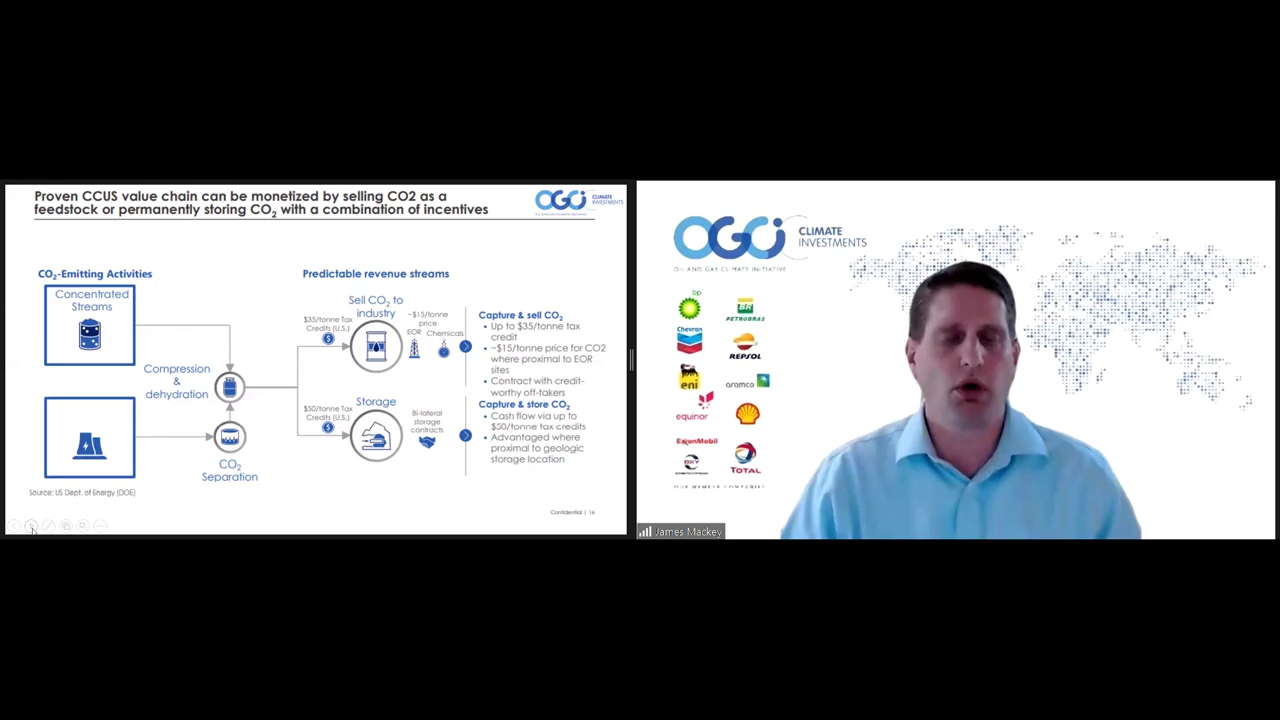 Proven CCUS value chain can be monetized by selling CO2 as a
feedstock or permanently storing CO2 with a combination of incentives
OGCi
CLIMATE
INVESTMENTS
CO2-Emitting Activities
Concentrated
Streams
Compression
&
dehydration
CO2
Separation
Predictable revenue streams
Sell CO2 to
industry
$35/tonne Tax
Credits (U.S.)
~$15/tonne
price
EOR Chemicals
Storage
$50/tonne Tax
Credits (U.S.)
Bi-lateral
storage
contracts
Capture & sell CO2
• Up to $35/tonne tax
credit
• ~$15/tonne price for CO2
where proximal to EOR
sites
• Contract with credit-
worthy off-takers
Capture & store CO2
• Cash flow via up to
$50/tonne tax credits
• Advantaged where
proximal to geologic
storage location
Source: US Dept. of Energy (DOE)
Confidential | 16
OGCi
CLIMATE
INVESTMENTS
OIL AND GAS CLIMATE INITIATIVE
bp
BR
PETROBRAS
Chevron
REPSOL
eni
aramco
equinor
ExxonMobil
OXY
TOTAL
OUR MEMBER COMPANIES
James Mackey